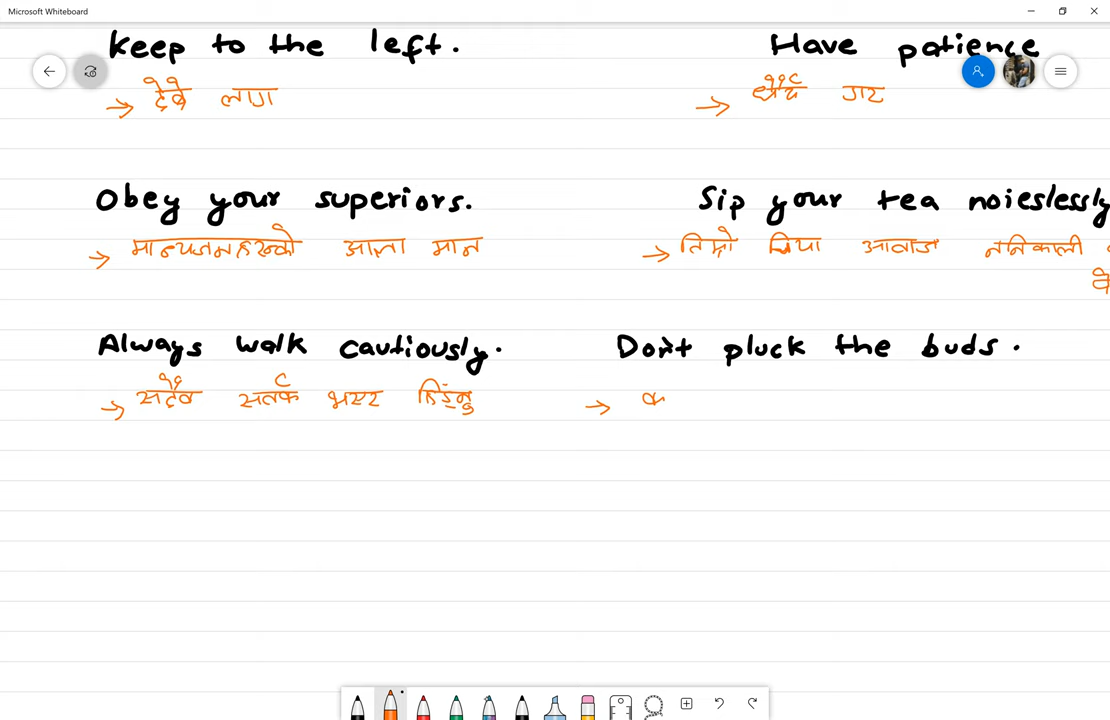 Microsoft Whiteboard
keep to the left.
→ देब्रे लाग
Have patience
→ धैर्य गर
Obey your superiors.
→ मान्यजनहरुको आज्ञा मान
Sip your tea noieslessly
→ तिम्रो चिया आवाज ननिकाली
Always walk cautiously.
→ सदैव सतर्क भएर हिंड्नु
Don't pluck the buds.
→ क